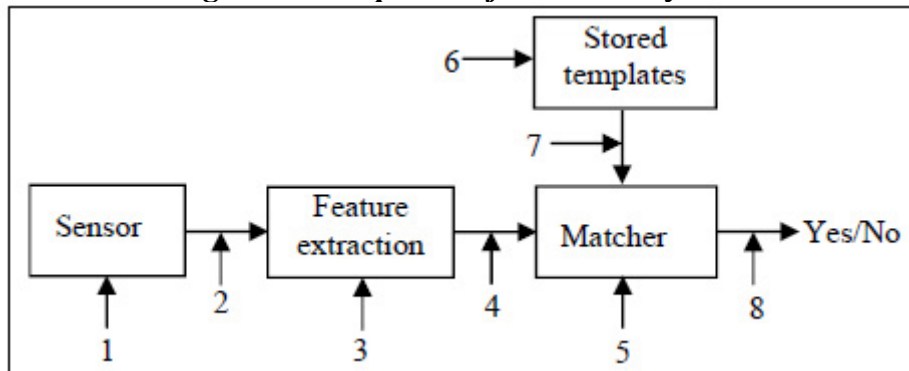 Stored
templates
6
7
Sensor
Feature
extraction
Matcher
Yes/No
2
4
8
1
3
5